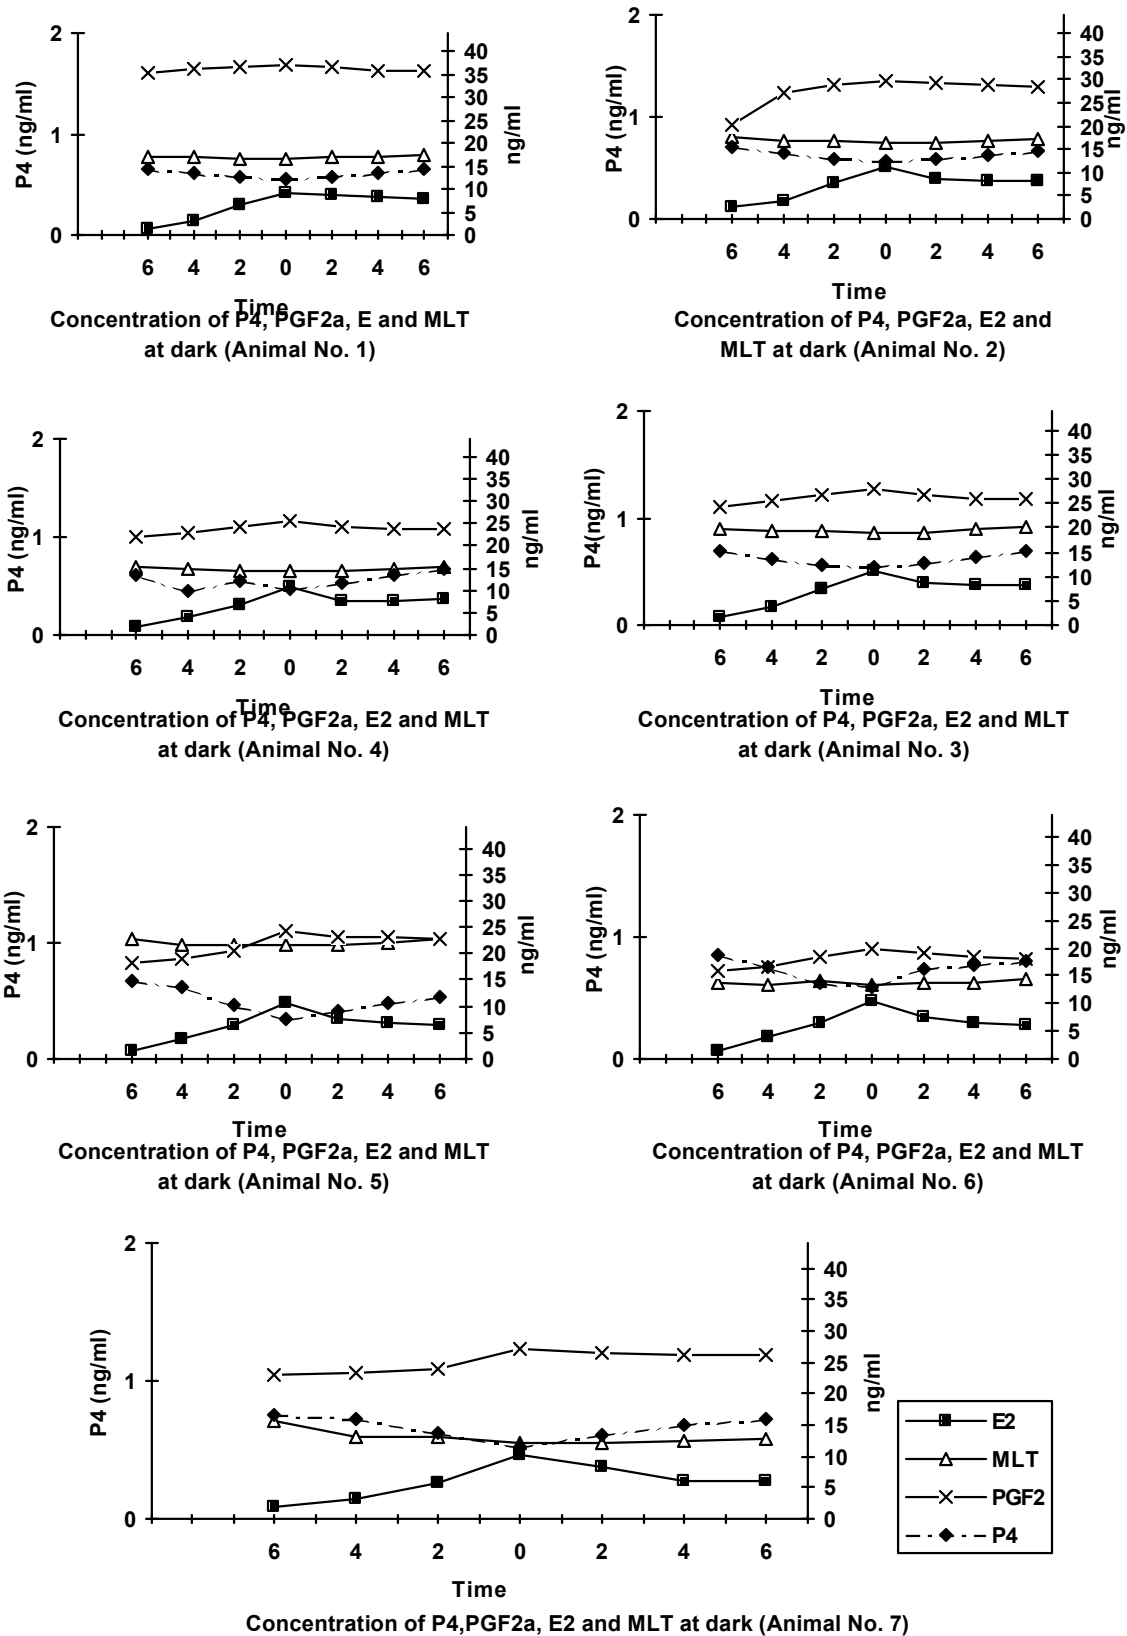 2
1
0
P4 (ng/ml)
40
35
30
25
20
15
10
5
0
ng/ml
6 4 2 0 2 4 6
Time
Concentration of P4, PGF2a, E and MLT
at dark (Animal No. 1)
2
1
0
P4 (ng/ml)
40
35
30
25
20
15
10
5
0
ng/ml
6 4 2 0 2 4 6
Time
Concentration of P4, PGF2a, E2 and
MLT at dark (Animal No. 2)
2
1
0
P4 (ng/ml)
40
35
30
25
20
15
10
5
0
ng/ml
6 4 2 0 2 4 6
Time
Concentration of P4, PGF2a, E2 and MLT
at dark (Animal No. 4)
2
1
0
P4(ng/ml)
40
35
30
25
20
15
10
5
0
ng/ml
6 4 2 0 2 4 6
Time
Concentration of P4, PGF2a, E2 and MLT
at dark (Animal No. 3)
2
1
0
P4 (ng/ml)
40
35
30
25
20
15
10
5
0
ng/ml
6 4 2 0 2 4 6
Time
Concentration of P4, PGF2a, E2 and MLT
at dark (Animal No. 5)
2
1
0
P4 (ng/ml)
40
35
30
25
20
15
10
5
0
ng/ml
6 4 2 0 2 4 6
Time
Concentration of P4, PGF2a, E2 and MLT
at dark (Animal No. 6)
2
1
0
P4 (ng/ml)
40
35
30
25
20
15
10
5
0
ng/ml
6 4 2 0 2 4 6
Time
E2
MLT
PGF2
P4
Concentration of P4,PGF2a, E2 and MLT at dark (Animal No. 7)